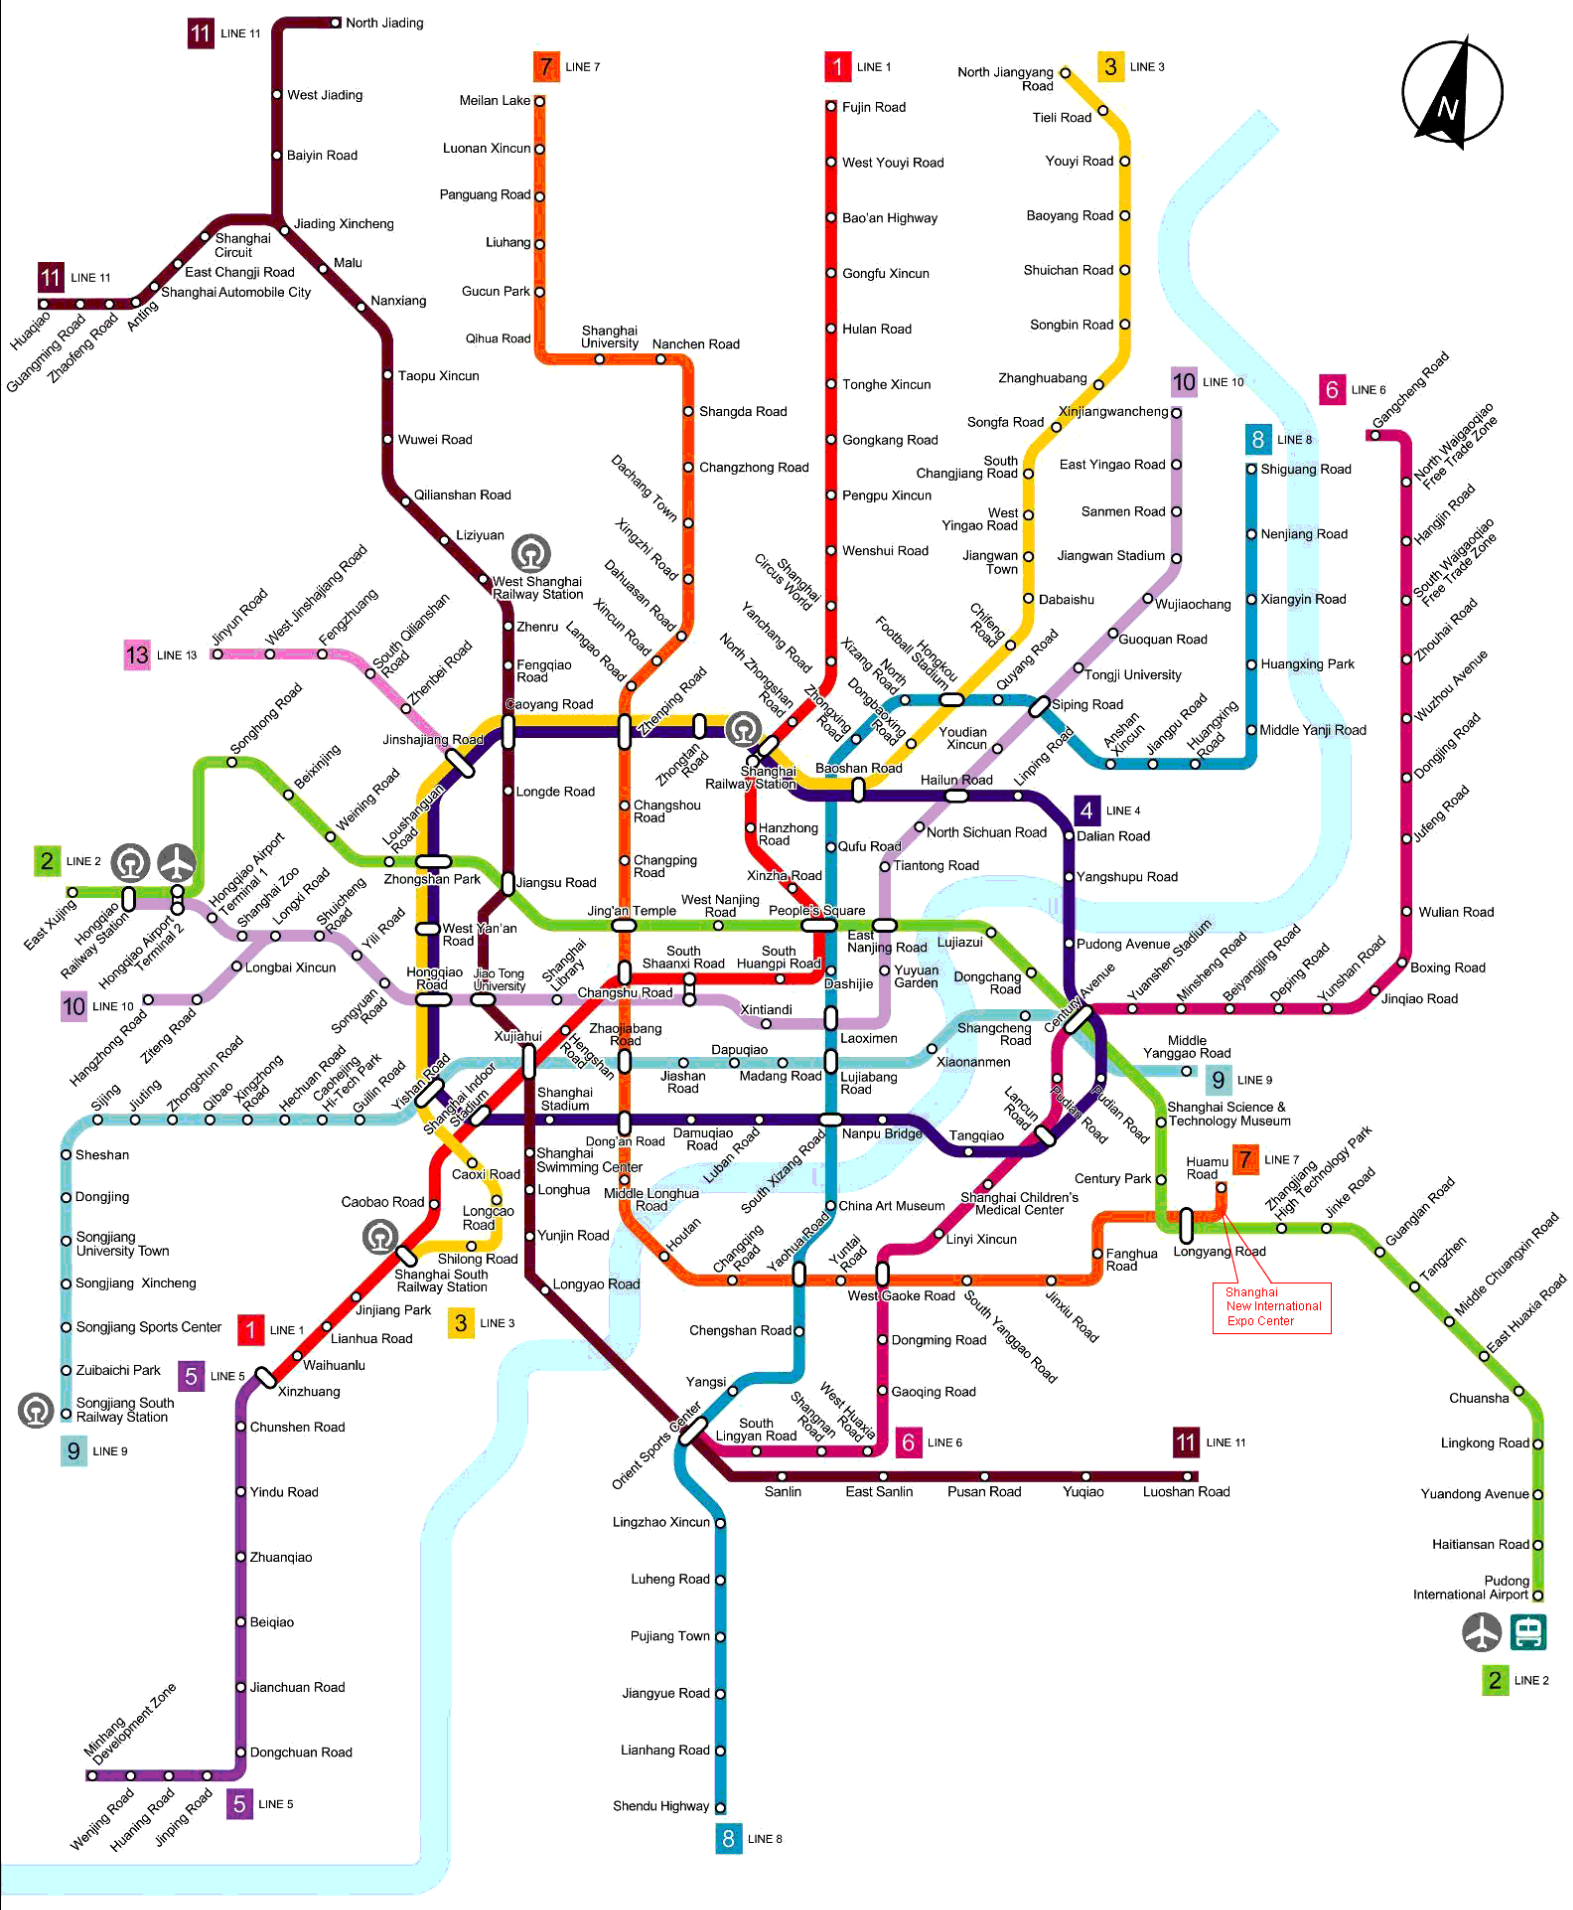 11 LINE 11
North Jiading
West Jiading
Baiyin Road
Jiading Xincheng
Shanghai
Circuit
East Changji Road
Shanghai Automobile City
Anting
Zhaofeng Road
Guangming Road
Huaqiao
11 LINE 11
Malu
Nanxiang
Taopu Xincun
Wuwei Road
Qilianshan Road
Liziyuan
West Shanghai
Railway Station
Zhenru
Fengqiao
Road
Caoyang Road
Longde Road
Jiangsu Road
Jiao Tong
University
Xujiahui
Shanghai
Stadium
Shanghai
Swimming Center
Longhua
Yunjin Road
Longyao Road
Orient Sports Center
Sanlin
East Sanlin
Pusan Road
Yuqiao
Luoshan Road
11 LINE 11
7 LINE 7
Meilan Lake
Luonan Xincun
Panguang Road
Liuhang
Gucun Park
Qihua Road
Shanghai
University
Nanchen Road
Shangda Road
Changzhong Road
Dachang Town
Xingzhi Road
Dahuasan Road
Xincun Road
Langao Road
Zhenping Road
Changshou
Road
Changping
Road
Jing'an Temple
Changshu Road
Zhaojiabang
Road
Dong'an Road
Middle Longhua
Road
Houtan
Changqing
Road
Yaohua Road
Yuntai
Road
West Gaoke Road
South Yanggao Road
Jinxiu Road
Fanghua
Road
Longyang Road
Huamu
Road
7 LINE 7
Shanghai
New International
Expo Center
1 LINE 1
Fujin Road
West Youyi Road
Bao'an Highway
Gongfu Xincun
Hulan Road
Tonghe Xincun
Gongkang Road
Pengpu Xincun
Wenshui Road
Shanghai
Circus World
Yanchang Road
North Zhongshan
Road
Shanghai
Railway Station
Hanzhong
Road
Xinzha Road
People's Square
South
Huangpi Road
South
Shaanxi Road
Hengshan
Road
Shanghai Indoor
Stadium
Caobao Road
Shanghai South
Railway Station
Jinjiang Park
Lianhua Road
Waihuanlu
Xinzhuang
1 LINE 1
3 LINE 3
North Jiangyang
Road
Tieli Road
Youyi Road
Baoyang Road
Shuichan Road
Songbin Road
Zhanghuabang
Songfa Road
South
Changjiang Road
West
Yingao Road
Jiangwan
Town
Dabaishu
Chifeng
Road
Hongkou
Football Stadium
Dongbaoxing
Road
Baoshan Road
Zhongtan
Road
Jinshajiang Road
Zhongshan Park
West Yan'an
Road
Hongqiao
Road
Yishan Road
Caoxi Road
Longcao
Road
Shilong Road
3 LINE 3
10 LINE 10
Xinjiangwancheng
East Yingao Road
Sanmen Road
Jiangwan Stadium
Wujiaochang
Guoquan Road
Tongji University
Siping Road
Youdian
Xincun
Hailun Road
North Sichuan Road
Tiantong Road
East
Nanjing Road
Yuyuan
Garden
Laoximen
Xintiandi
Shanghai
Library
Songyuan
Road
Yili Road
Shuicheng
Road
Longxi Road
Shanghai Zoo
Hongqiao Airport
Terminal 1
Hongqiao Airport
Terminal 2
Hongqiao
Railway Station
Longbai Xincun
Ziteng Road
Hangzhong Road
10 LINE 10
8 LINE 8
Shiguang Road
Nenjiang Road
Xiangyin Road
Huangxing Park
Middle Yanji Road
Huangxing
Road
Jiangpu Road
Anshan
Xincun
Quyang Road
North
Xizang Road
Zhongxing
Road
Qufu Road
Dashijie
Lujiabang
Road
South Xizang Road
China Art Museum
Chengshan Road
Yangsi
Lingzhao Xincun
Luheng Road
Pujiang Town
Jiangyue Road
Lianhang Road
Shendu Highway
8 LINE 8
6 LINE 6
Gangcheng Road
North Waigaoqiao
Free Trade Zone
Hangjin Road
South Waigaoqiao
Free Trade Zone
Zhouhai Road
Wuzhou Avenue
Dongjing Road
Jufeng Road
Wulian Road
Boxing Road
Jinqiao Road
Yunshan Road
Deping Road
Beiyangjing Road
Minsheng Road
Yuanshen Stadium
Century Avenue
Pudian Road
Lancun
Road
Shanghai Children's
Medical Center
Linyi Xincun
Dongming Road
Gaoqing Road
West Huaxia
Road
Shangnan
Road
South
Lingyan Road
6 LINE 6
4 LINE 4
Linping Road
Dalian Road
Yangshupu Road
Pudong Avenue
Pudian Road
Tangqiao
Nanpu Bridge
Luban Road
Damuqiao
Road
13 LINE 13
Jinyun Road
West Jinshajiang Road
Fengzhuang
South Qilianshan
Road
Zhenbei Road
2 LINE 2
East Xujing
Songhong Road
Beixinjing
Weining Road
Loushanguan
Road
West Nanjing
Road
Lujiazui
Dongchang
Road
Shanghai Science &
Technology Museum
Century Park
Zhangjiang
High Technology Park
Jinke Road
Guanglan Road
Tangzhen
Middle Chuangxin Road
East Huaxia Road
Chuansha
Lingkong Road
Yuandong Avenue
Haitiansan Road
Pudong
International Airport
2 LINE 2
Middle
Yanggao Road
9 LINE 9
Shangcheng
Road
Xiaonanmen
Madang Road
Dapuqiao
Jiashan
Road
Guilin Road
Caohejing
Hi-Tech Park
Hechuan Road
Xingzhong
Road
Qibao
Zhongchun Road
Jiuting
Sijing
Sheshan
Dongjing
Songjiang
University Town
Songjiang Xincheng
Songjiang Sports Center
Zuibaichi Park
Songjiang South
Railway Station
9 LINE 9
5 LINE 5
Chunshen Road
Yindu Road
Zhuanqiao
Beiqiao
Jianchuan Road
Dongchuan Road
Jinping Road
Huaning Road
Wenjing Road
Minhang
Development Zone
5 LINE 5
N